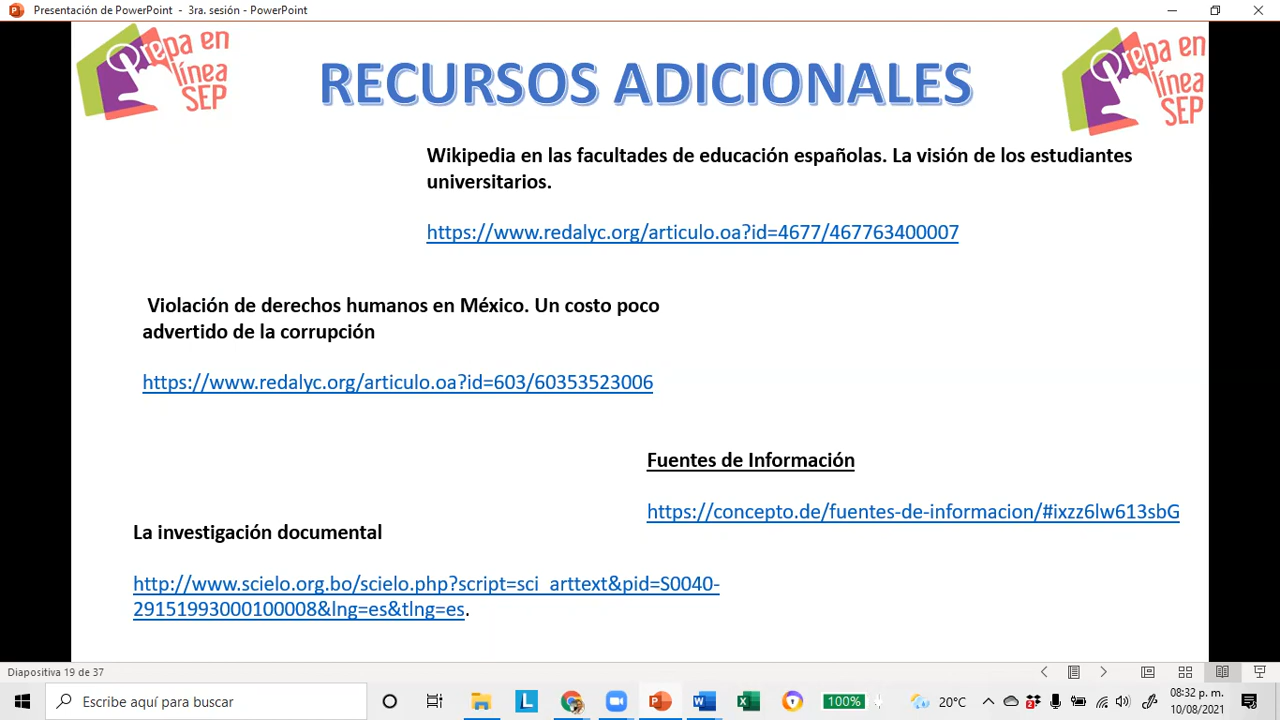 Presentación de PowerPoint - 3ra. sesión - PowerPoint
Prepa en
línea
SEP
RECURSOS ADICIONALES
Prepa en
línea
SEP
Wikipedia en las facultades de educación españolas. La visión de los estudiantes
universitarios.
https://www.redalyc.org/articulo.oa?id=4677/467763400007
Violación de derechos humanos en México. Un costo poco
advertido de la corrupción
https://www.redalyc.org/articulo.oa?id=603/60353523006
Fuentes de Información
https://concepto.de/fuentes-de-informacion/#ixzz6lw613sbG
La investigación documental
http://www.scielo.org.bo/scielo.php?script=sci_arttext&pid=S0040-
29151993000100008&lng=es&tlng=es.
Diapositiva 19 de 37
Escribe aquí para buscar
L
100%
20°C
2
08:32 p. m.
10/08/2021